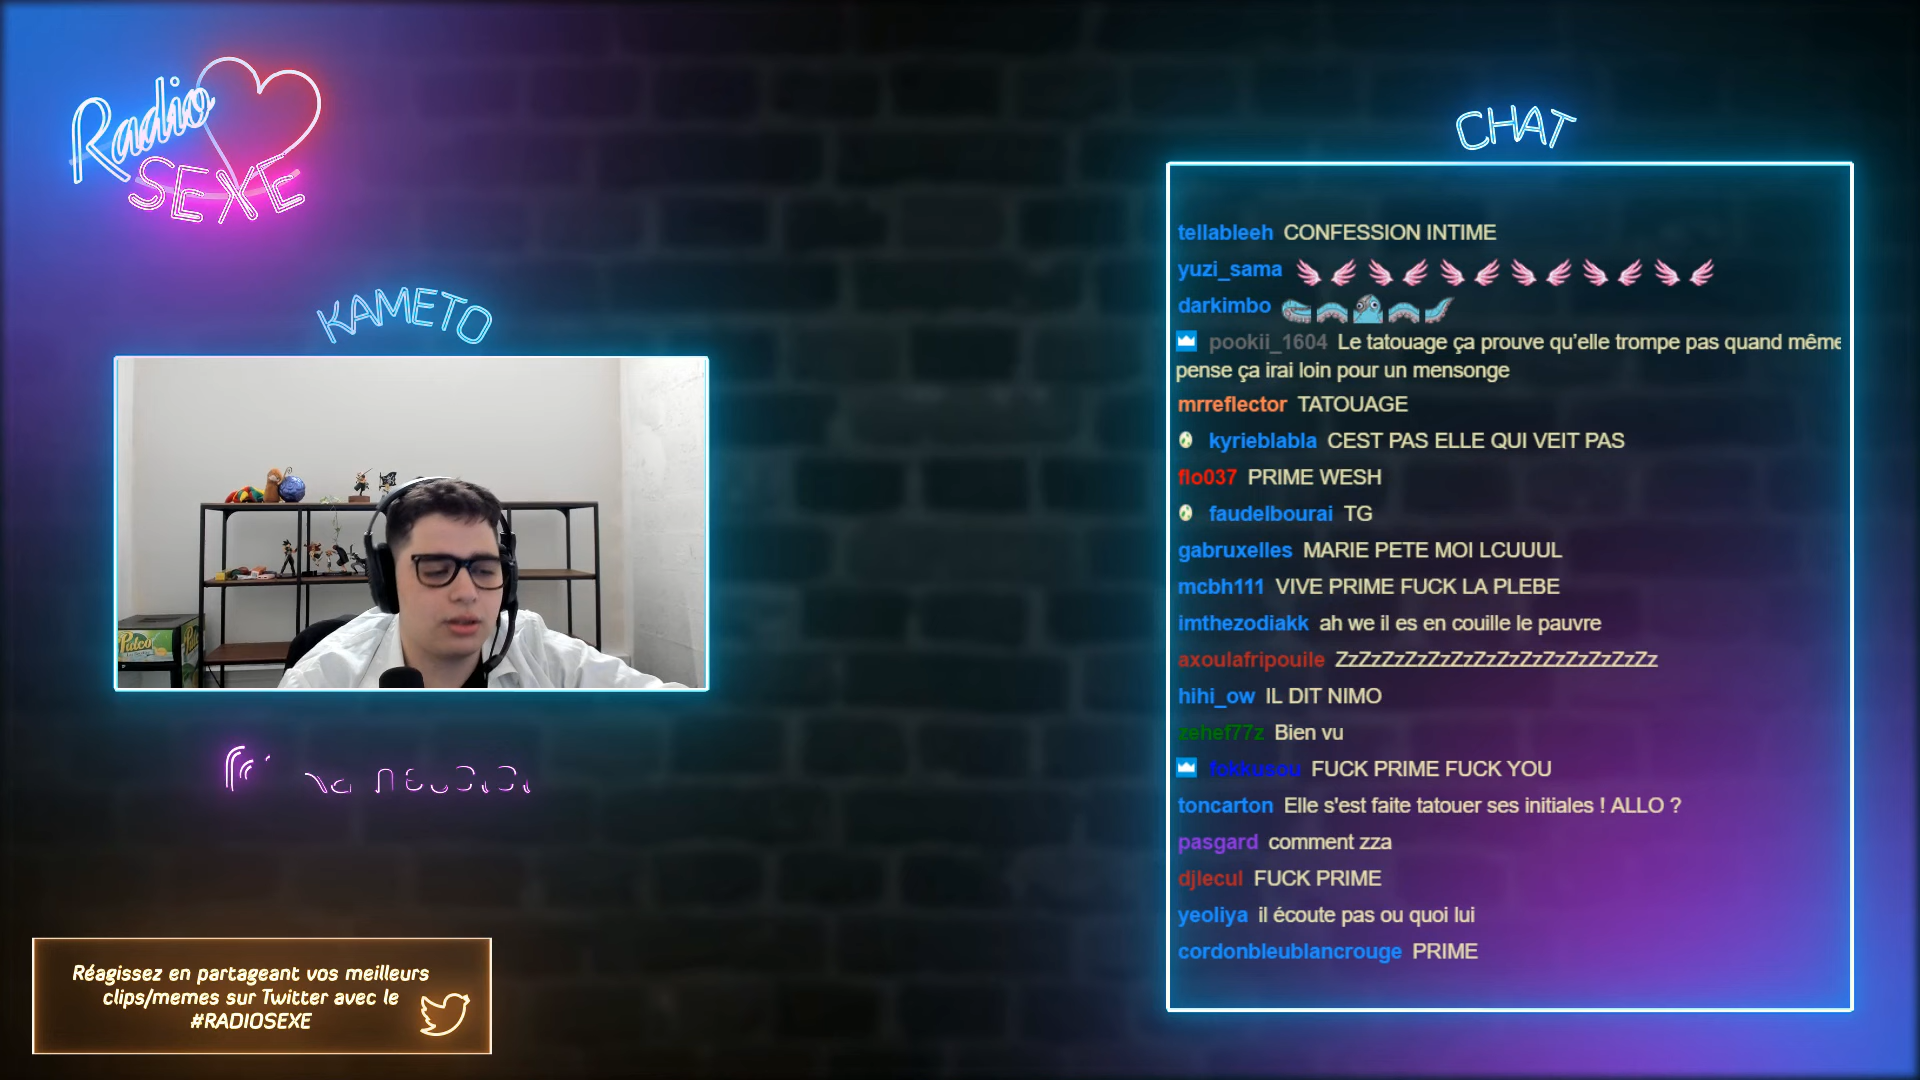 Radio
SEXE
KAMETO
Pulco
Réagissez en partageant vos meilleurs
clips/memes sur Twitter avec le
#RADIOSEXE
CHAT
tellableeh CONFESSION INTIME
yuzi_sama
darkimbo
pookii_1604 Le tatouage ça prouve qu'elle trompe pas quand même
pense ça irai loin pour un mensonge
mrreflector TATOUAGE
kyrieblabla CEST PAS ELLE QUI VEIT PAS
flo037 PRIME WESH
faudelbourai TG
gabruxelles MARIE PETE MOI LCUUUL
mcbh111 VIVE PRIME FUCK LA PLEBE
imthezodiakk ah we il es en couille le pauvre
axoulafripouile ZzZzZzZzZzZzZzZzZzZzZzZzZzZz
hihi_ow IL DIT NIMO
zehef77z Bien vu
fokkusou FUCK PRIME FUCK YOU
toncarton Elle s'est faite tatouer ses initiales ! ALLO ?
pasgard comment zza
djlecul FUCK PRIME
yeoliya il écoute pas ou quoi lui
cordonbleublancrouge PRIME